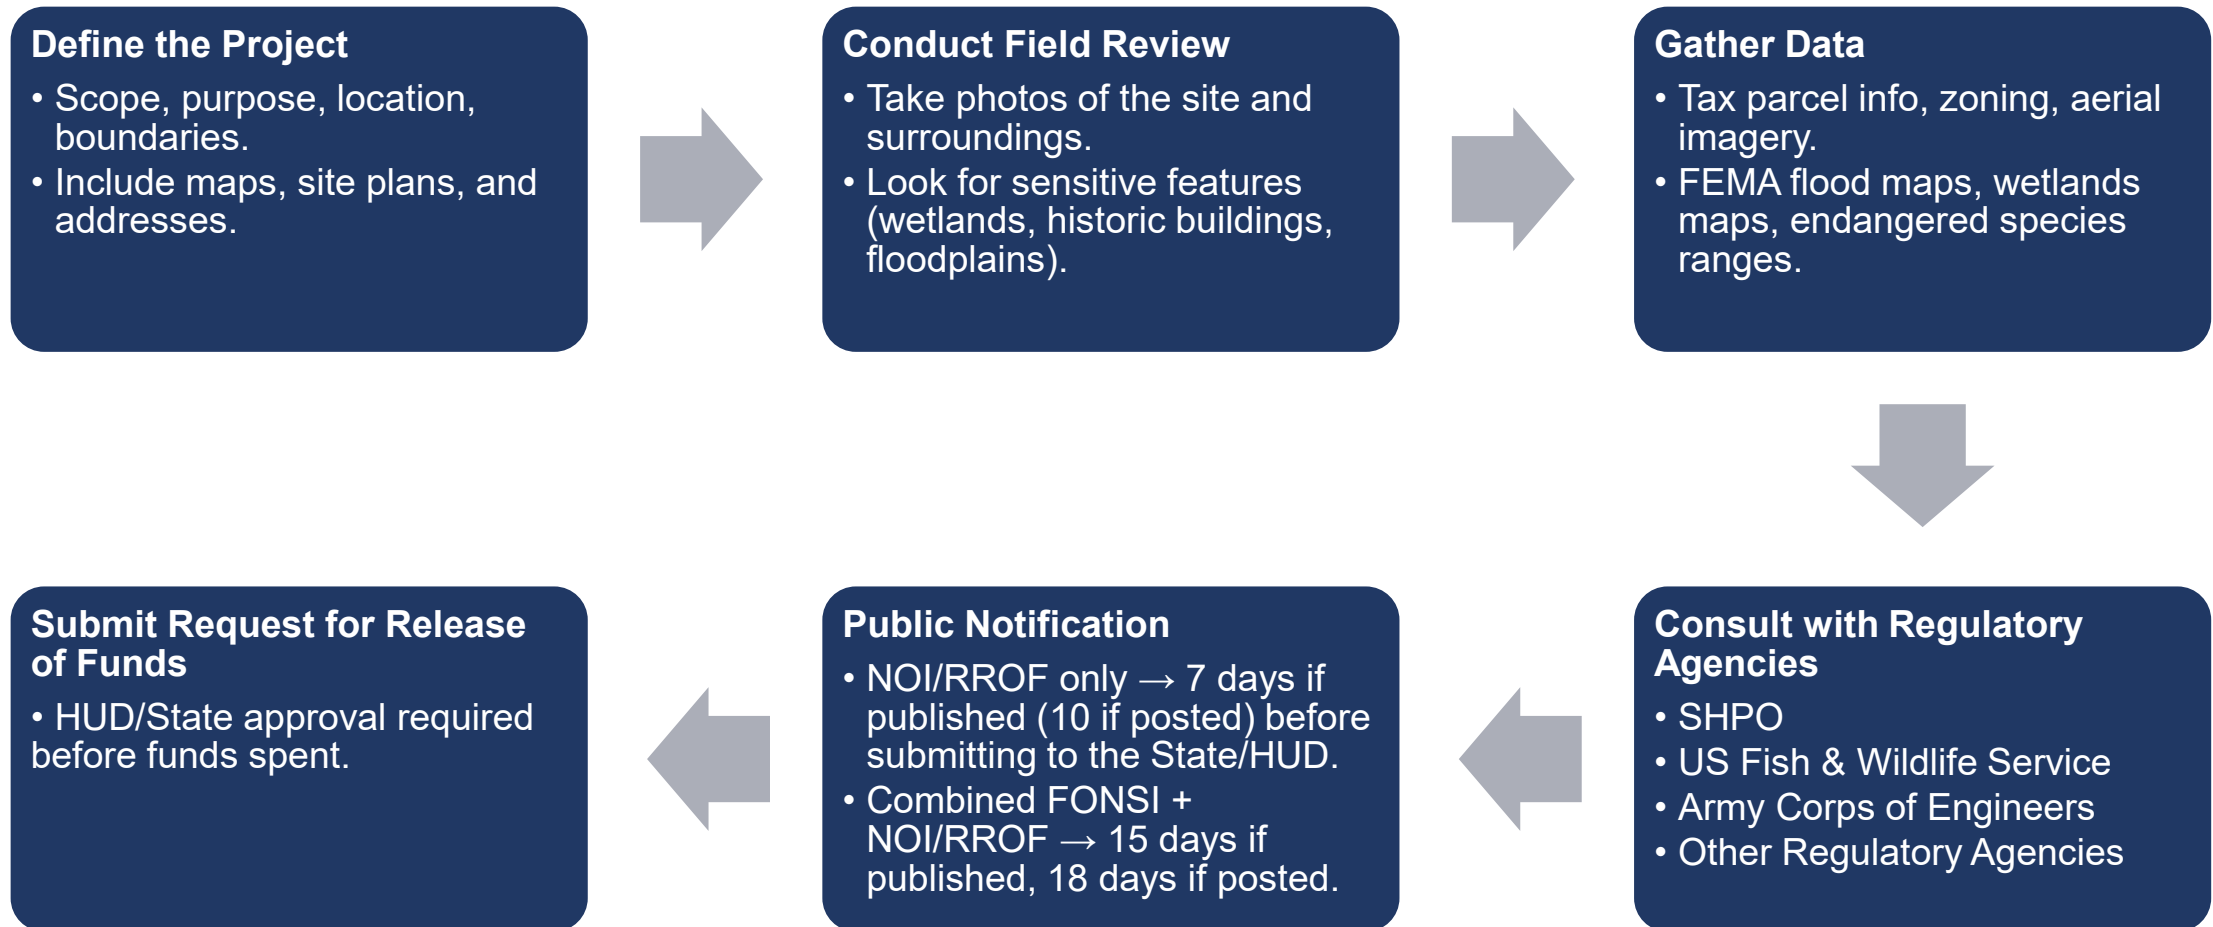 Define the Project
• Scope, purpose, location,
boundaries.
• Include maps, site plans, and
addresses.
Conduct Field Review
• Take photos of the site and
surroundings.
• Look for sensitive features
(wetlands, historic buildings,
floodplains).
Gather Data
• Tax parcel info, zoning, aerial
imagery.
• FEMA flood maps, wetlands
maps, endangered species
ranges.
Consult with Regulatory
Agencies
• SHPO
• US Fish & Wildlife Service
• Army Corps of Engineers
• Other Regulatory Agencies
Public Notification
• NOI/RROF only → 7 days if
published (10 if posted) before
submitting to the State/HUD.
• Combined FONSI +
NOI/RROF → 15 days if
published, 18 days if posted.
Submit Request for Release
of Funds
• HUD/State approval required
before funds spent.